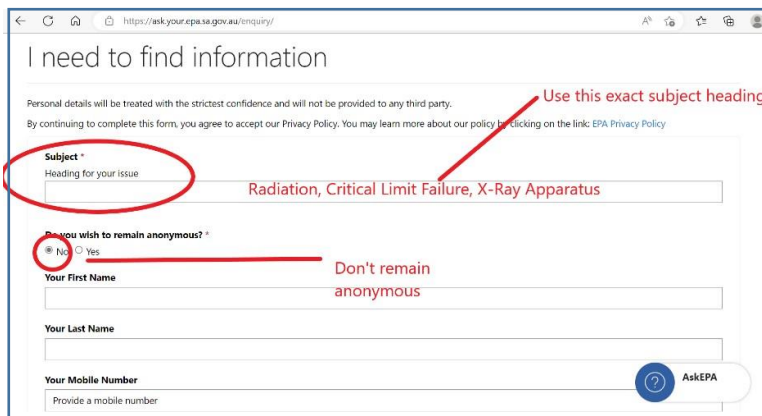 https://ask.your.epa.sa.gov.au/enquiry/
I need to find information
Use this exact subject heading
Personal details will be treated with the strictest confidence and will not be provided to any third party.
By continuing to complete this form, you agree to accept our Privacy Policy. You may learn more about our policy by clicking on the link: EPA Privacy Policy
Subject *
Heading for your issue
Radiation, Critical Limit Failure, X-Ray Apparatus
Do you wish to remain anonymous? *
No Yes
Don't remain
anonymous
Your First Name
Your Last Name
Your Mobile Number
Provide a mobile number
AskEPA